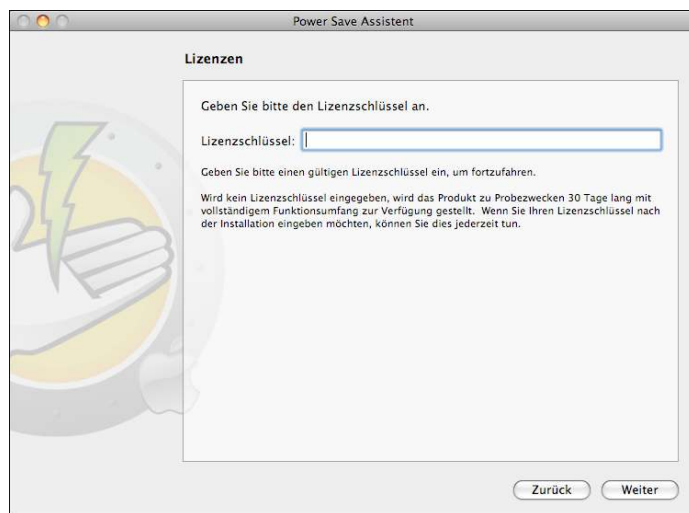 Power Save Assistent
Lizenzen
Geben Sie bitte den Lizenzschlüssel an.
Lizenzschlüssel:
Geben Sie bitte einen gültigen Lizenzschlüssel ein, um fortzufahren.
Wird kein Lizenzschlüssel eingegeben, wird das Produkt zu Probezwecken 30 Tage lang mit
vollständigem Funktionsumfang zur Verfügung gestellt. Wenn Sie Ihren Lizenzschlüssel nach
der Installation eingeben möchten, können Sie dies jederzeit tun.
Zurück
Weiter